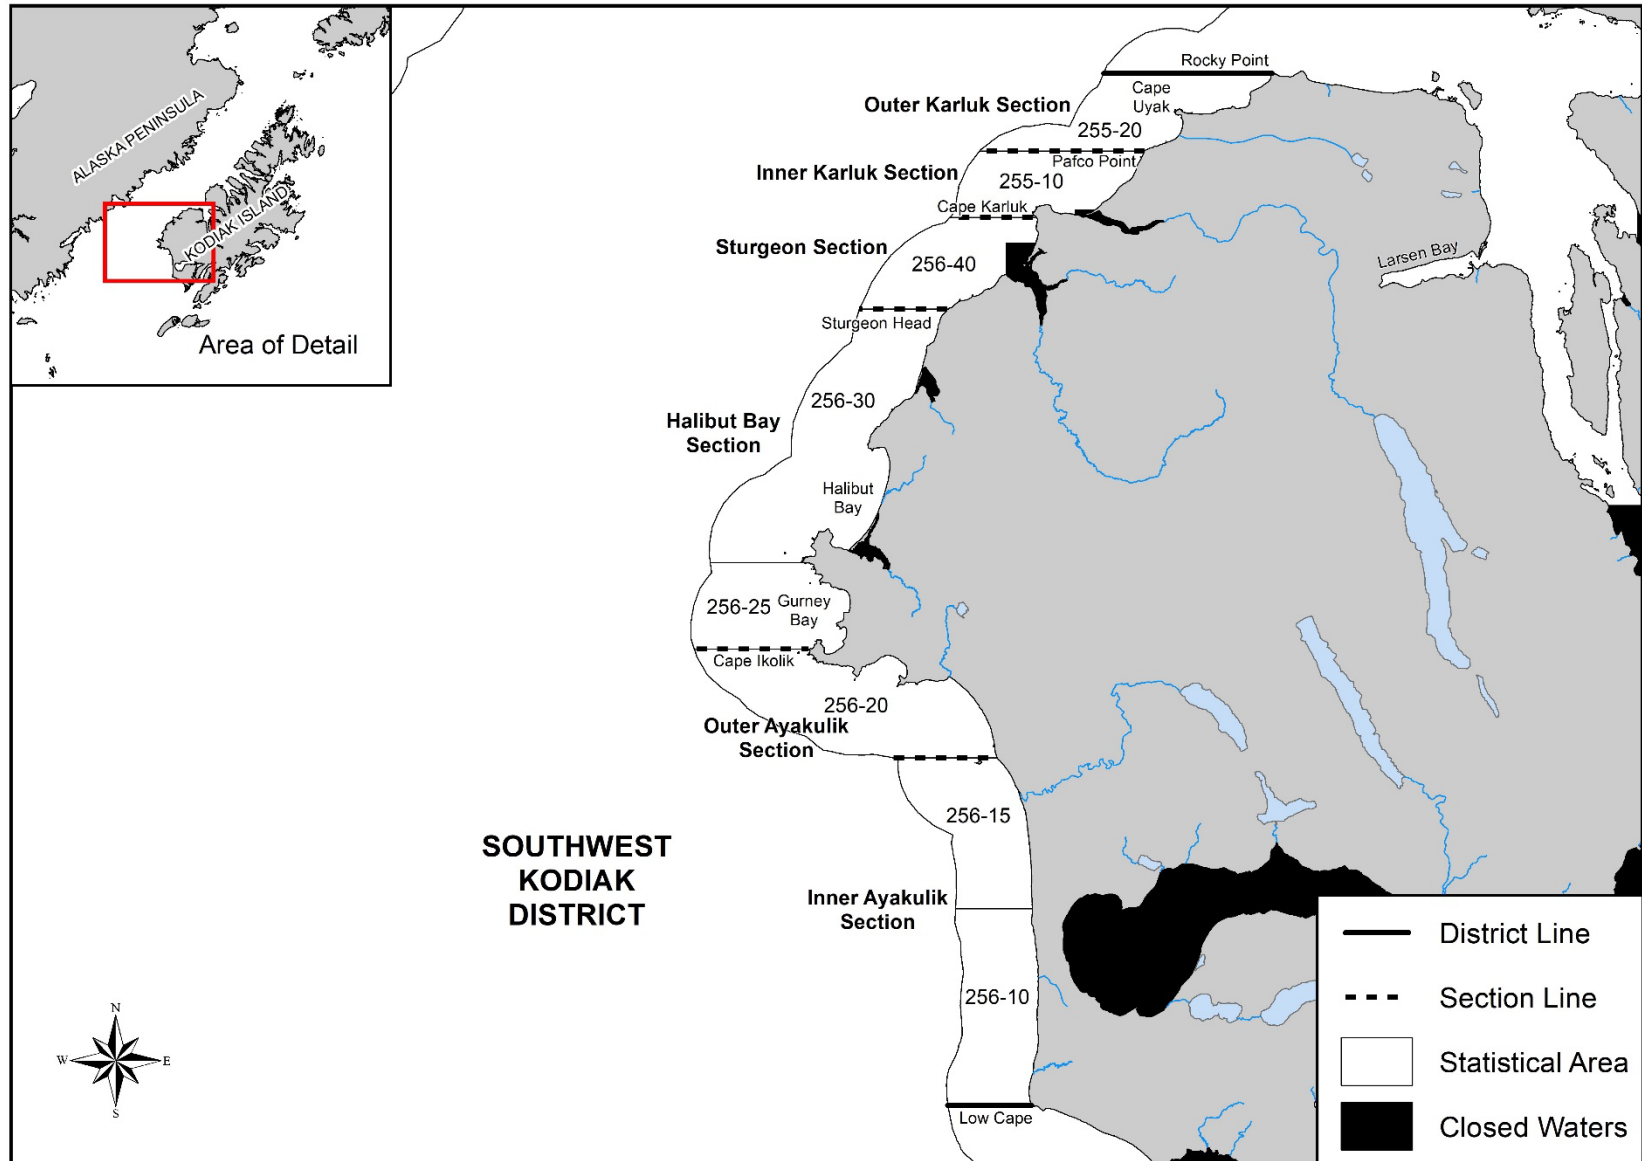 ALASKA PENINSULA
KODIAK ISLAND
Area of Detail
Rocky Point
Cape
Uyak
Outer Karluk Section
255-20
Pafco Point
Inner Karluk Section
255-10
Cape Karluk
Sturgeon Section
256-40
Larsen Bay
Sturgeon Head
256-30
Halibut Bay
Section
Halibut
Bay
256-25
Gurney
Bay
Cape Ikolik
256-20
Outer Ayakulik
Section
256-15
SOUTHWEST
KODIAK
DISTRICT
Inner Ayakulik
Section
256-10
Low Cape
N
W
E
S
District Line
Section Line
Statistical Area
Closed Waters